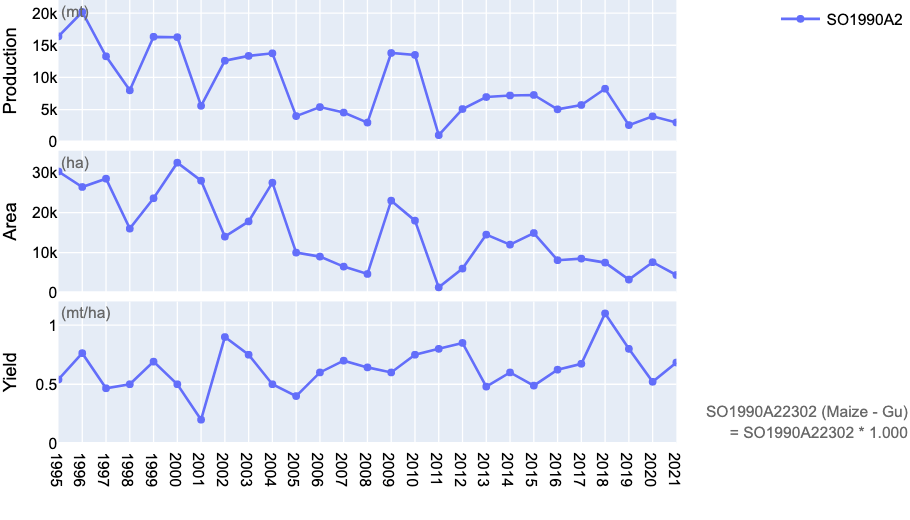 (mt)
20k
15k
10k
5k
0
Production
SO1990A2
(ha)
30k
20k
10k
0
Area
(mt/ha)
1
0.5
0
Yield
SO1990A22302 (Maize - Gu)
= SO1990A22302 * 1.000
1995
1996
1997
1998
1999
2000
2001
2002
2003
2004
2005
2006
2007
2008
2009
2010
2011
2012
2013
2014
2015
2016
2017
2018
2019
2020
2021